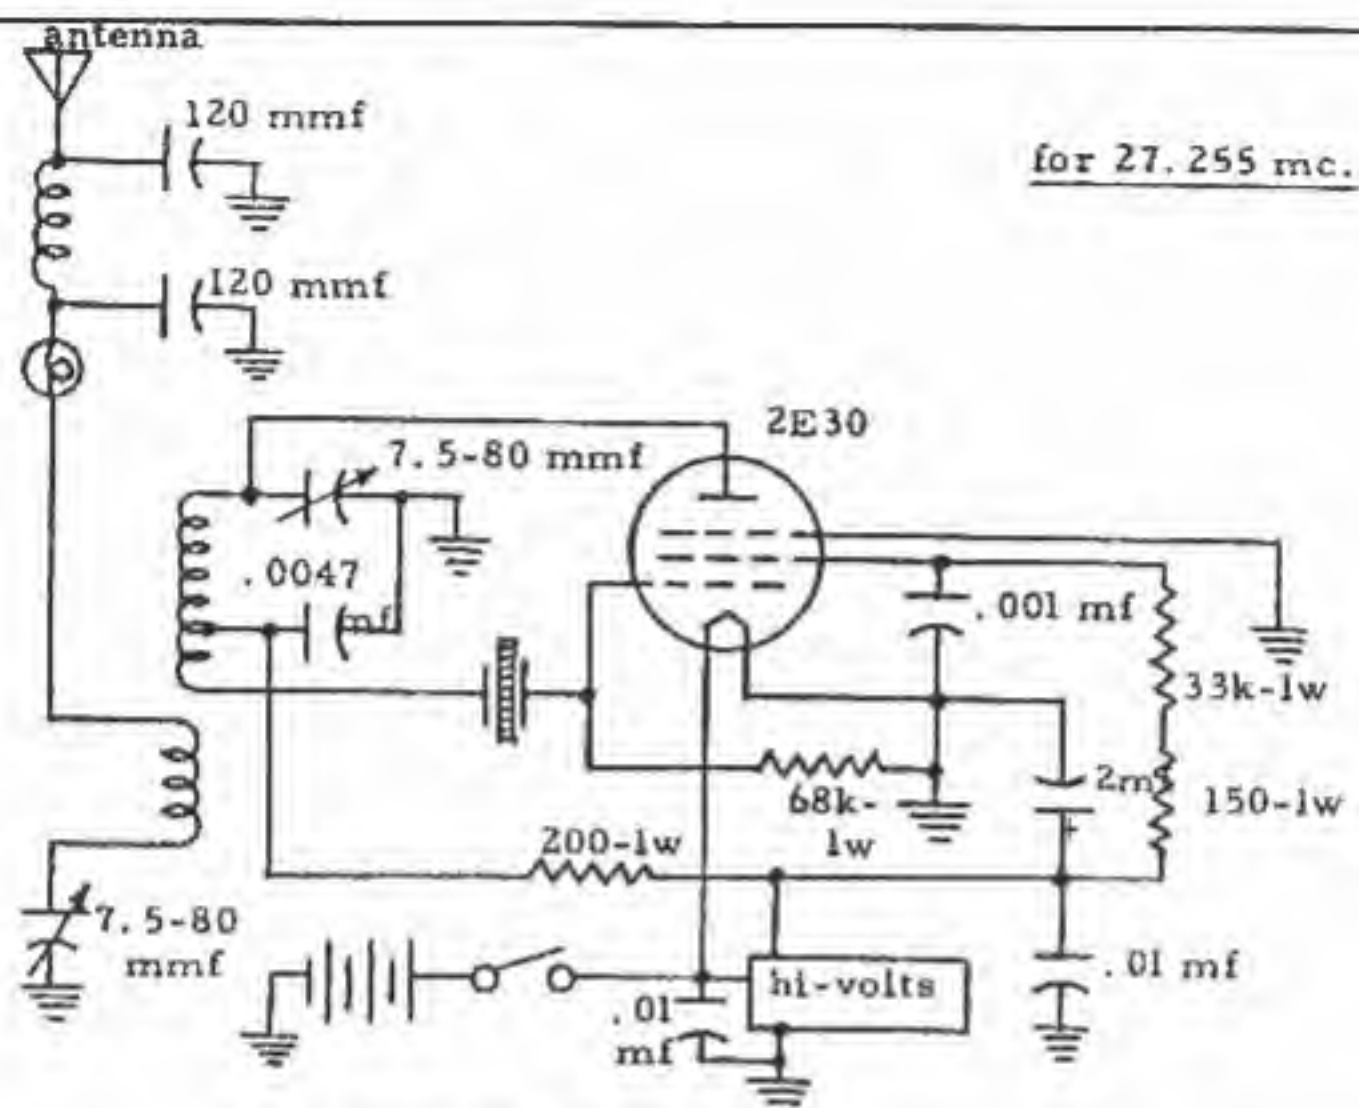 antenna
120 mmf
for 27.255 mc.
120 mmf
2E30
7.5-80 mmf
.0047
mf
.001 mf
33k-1w
2m
150-1w
68k-
1w
200-1w
7.5-80
mmf
hi-volts
.01 mf
.01
mf